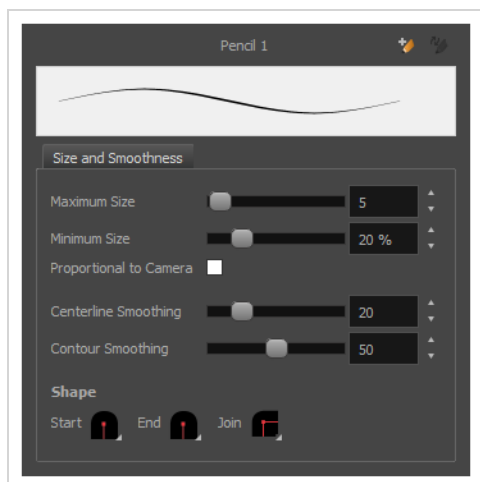 Pencil 1
Size and Smoothness
Maximum Size 5
Minimum Size 20 %
Proportional to Camera
Centerline Smoothing 20
Contour Smoothing 50
Shape
Start End Join